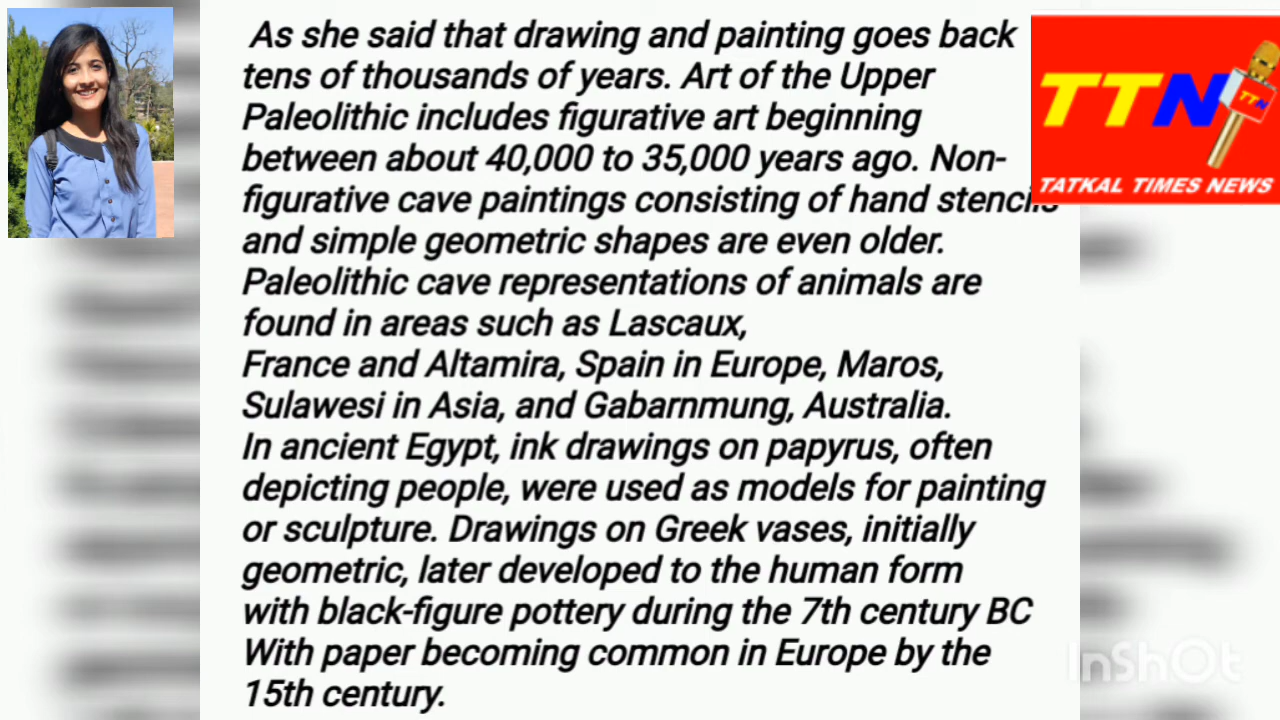 As she said that drawing and painting goes back
tens of thousands of years. Art of the Upper
Paleolithic includes figurative art beginning
between about 40,000 to 35,000 years ago. Non-
figurative cave paintings consisting of hand stencils
and simple geometric shapes are even older.
Paleolithic cave representations of animals are
found in areas such as Lascaux,
France and Altamira, Spain in Europe, Maros,
Sulawesi in Asia, and Gabarnmung, Australia.
In ancient Egypt, ink drawings on papyrus, often
depicting people, were used as models for painting
or sculpture. Drawings on Greek vases, initially
geometric, later developed to the human form
with black-figure pottery during the 7th century BC
With paper becoming common in Europe by the
15th century.
TTN
TTN
TATKAL TIMES NEWS
InShOt